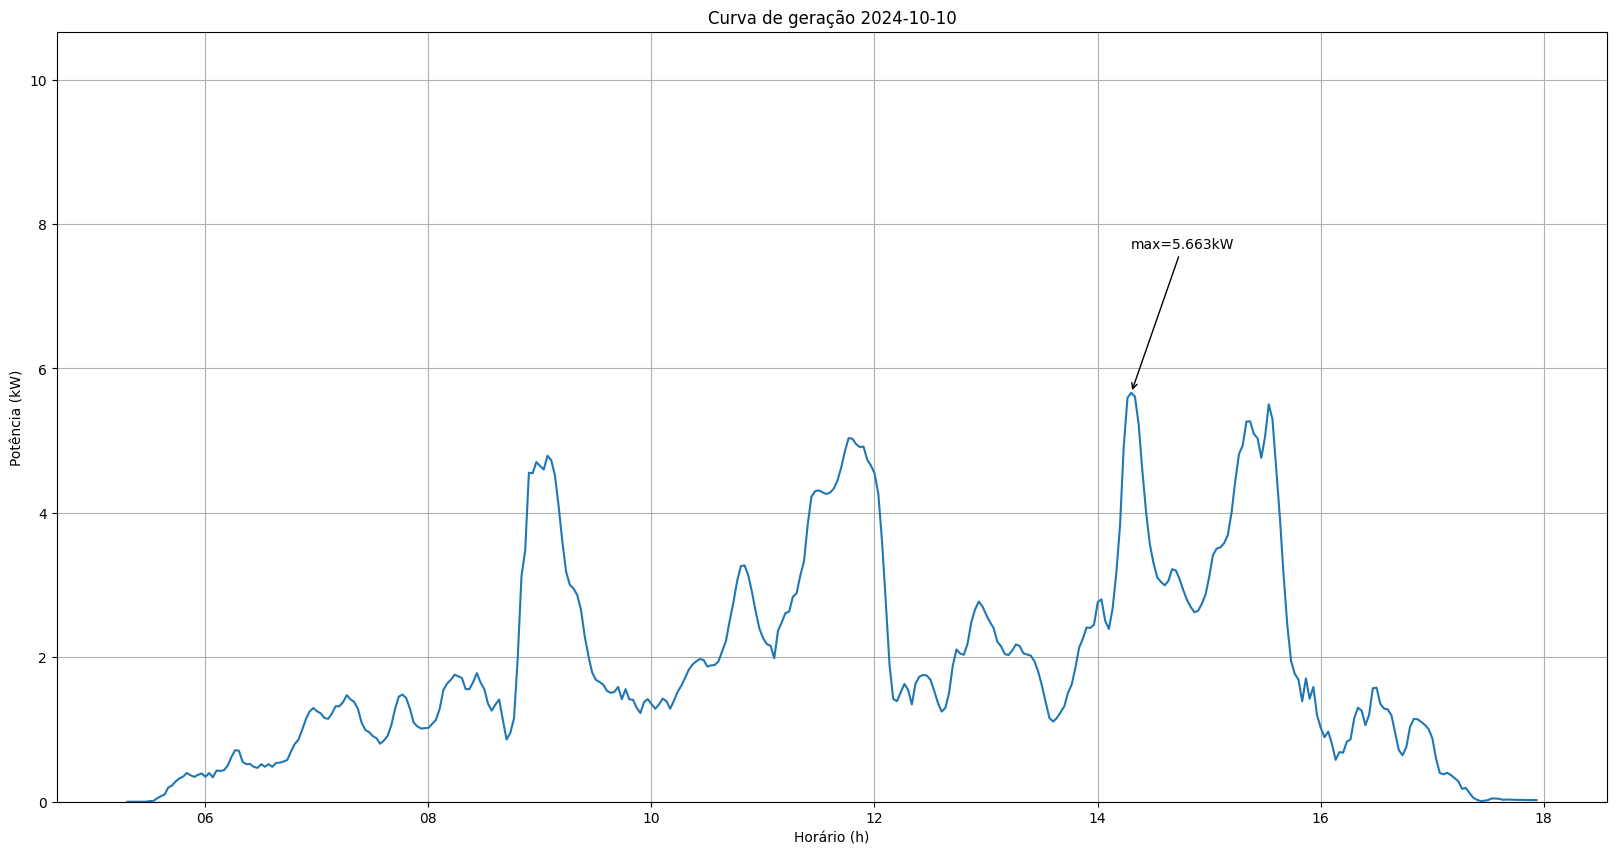 Curva de geração 2024-10-10
10
8
max=5.663kW
6
Potência (kW)
4
2
0
06 08 10 12 14 16 18
Horário (h)